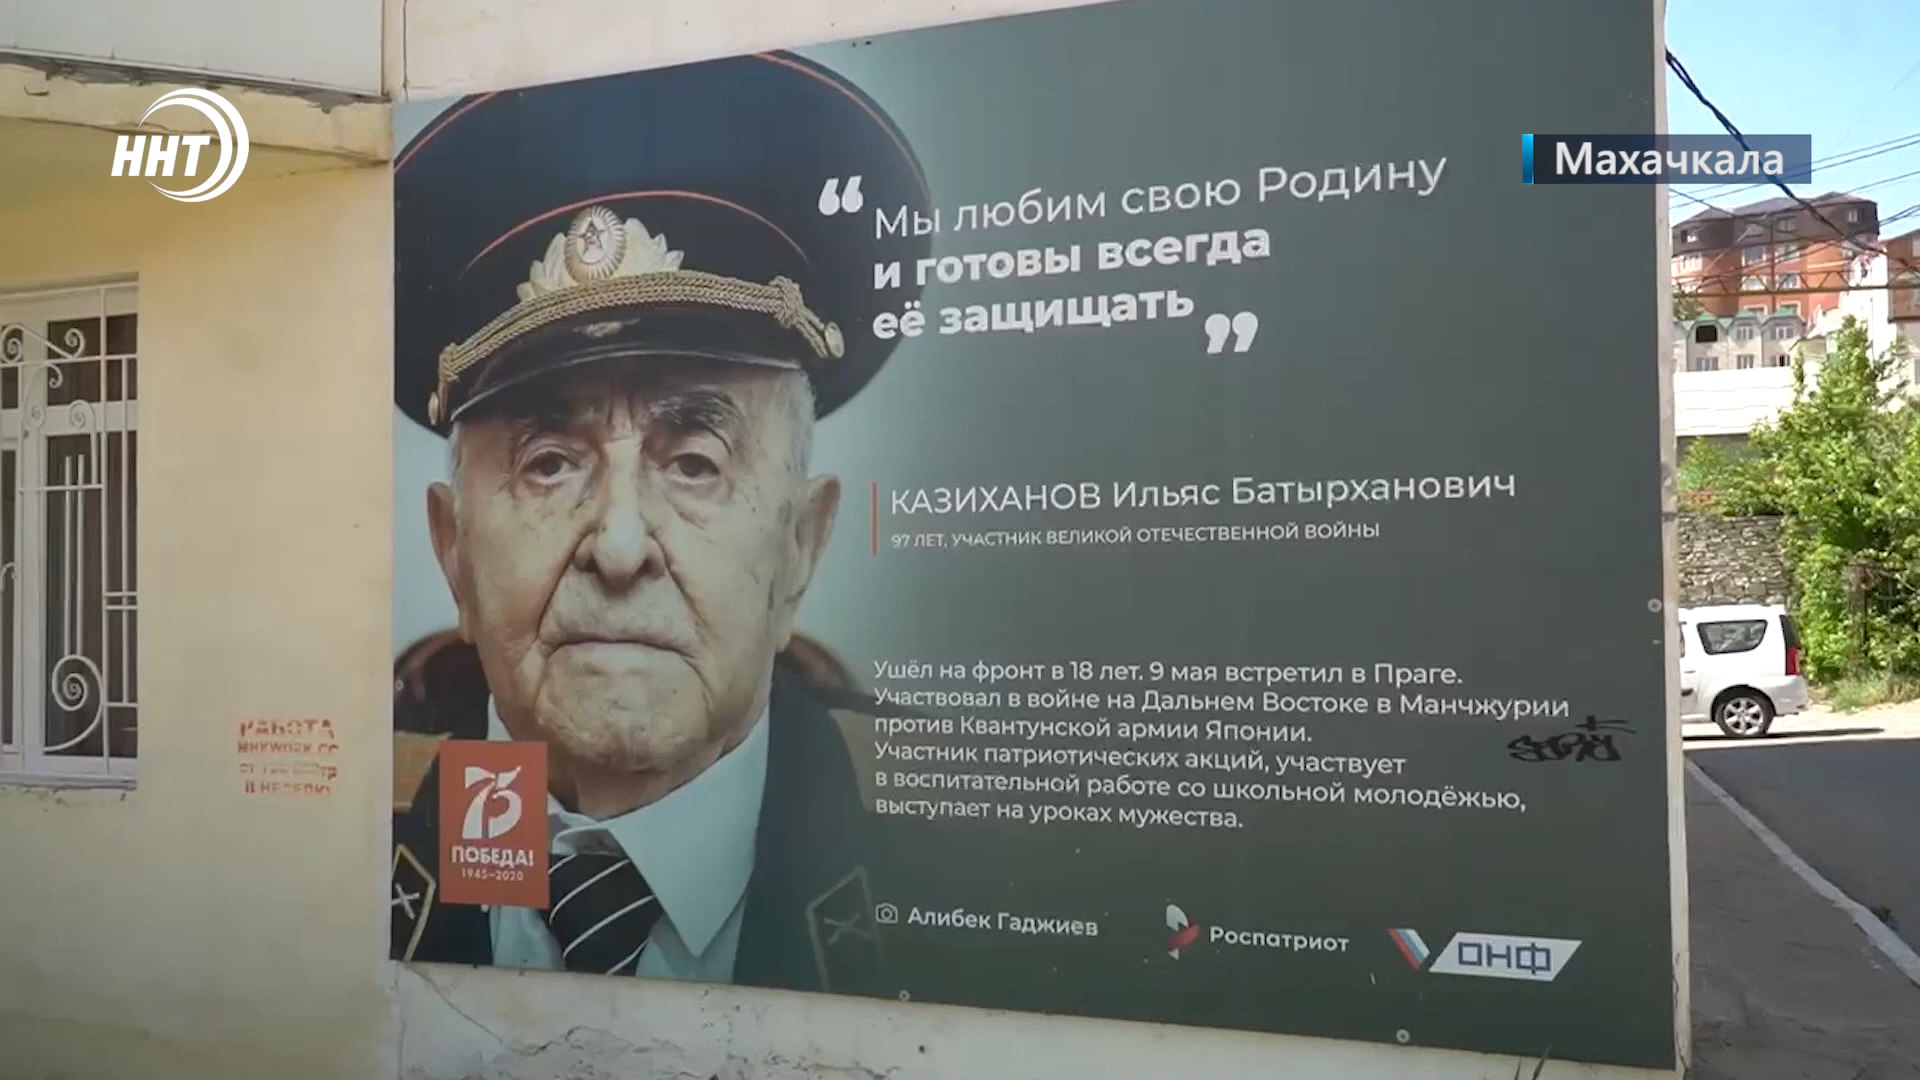 ННТ
Махачкала
“Мы любим свою Родину
и готовы всегда
её защищать”
КАЗИХАНОВ Ильяс Батырханович
97 ЛЕТ, УЧАСТНИК ВЕЛИКОЙ ОТЕЧЕСТВЕННОЙ ВОЙНЫ
Ушёл на фронт в 18 лет. 9 мая встретил в Праге.
Участвовал в войне на Дальнем Востоке в Манчжурии
против Квантунской армии Японии.
Участник патриотических акций, участвует
в воспитательной работе со школьной молодёжью,
выступает на уроках мужества.
75
ПОБЕДА!
1945–2020
Алибек Гаджиев
Роспатриот
ОНФ
РАБОТА
В НЕДЕЛЮ